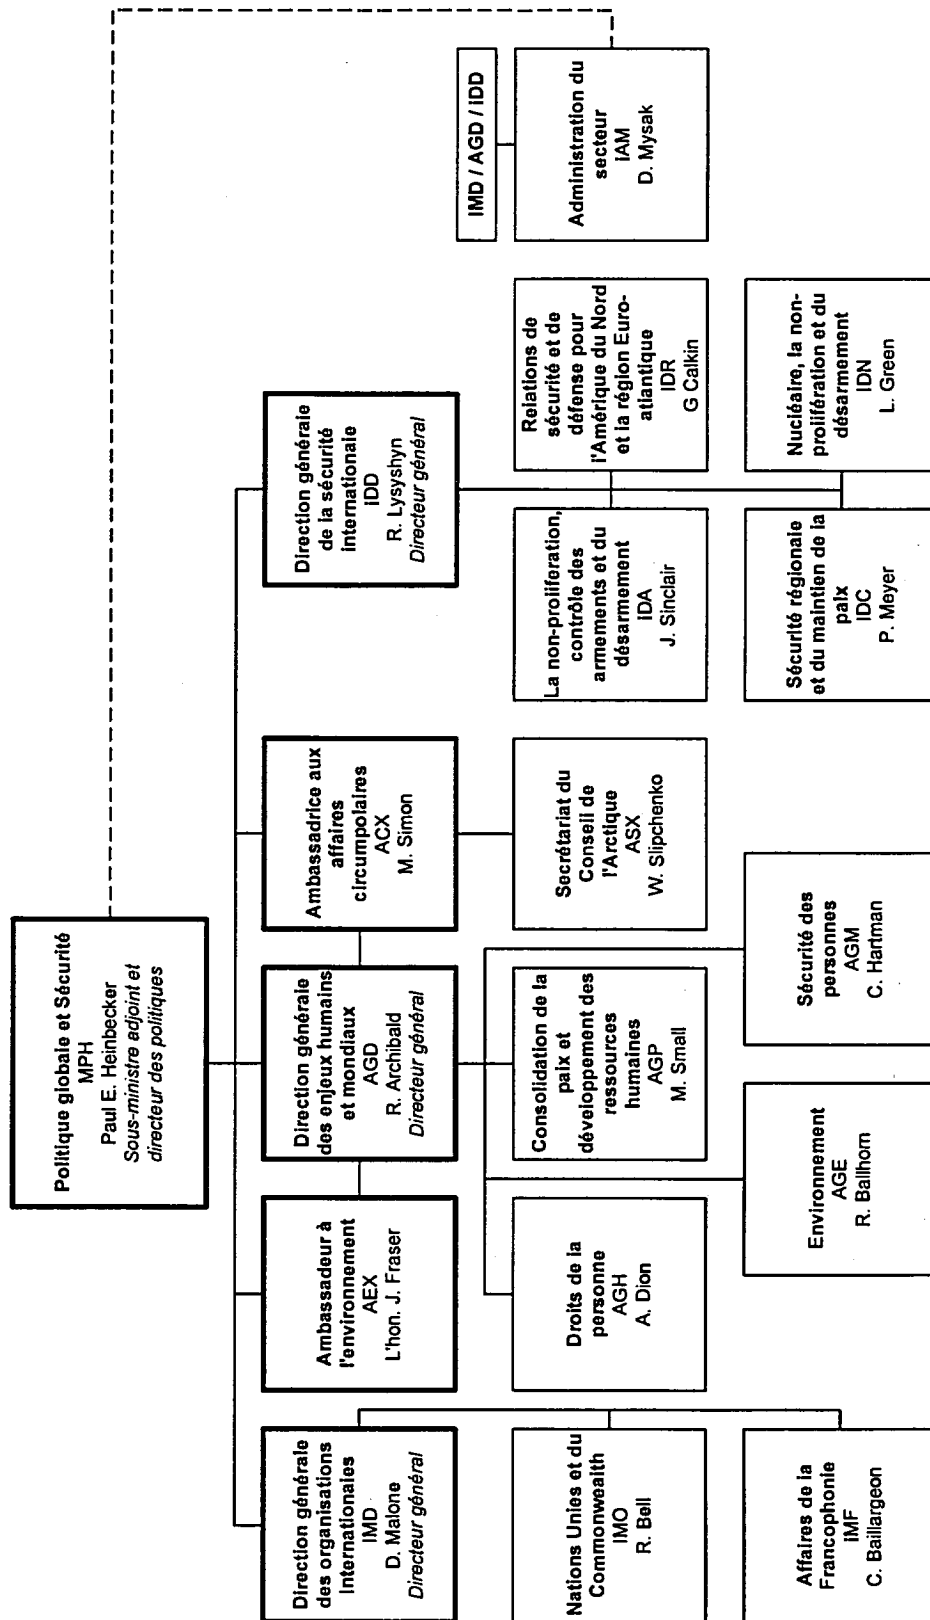 Politique globale et Sécurité
MPH
Paul E. Heinbecker
Sous-ministre adjoint et
directeur des politiques
Direction générale
des organisations
Internationales
IMD
D. Malone
Directeur général
Ambassadeur à
l'environnement
AEX
L'hon. J. Fraser
Direction générale
des enjeux humains
et mondiaux
AGD
R. Archibald
Directeur général
Ambassadrice aux
affaires
circumpolaires
ACX
M. Simon
Direction générale
de la sécurité
internationale
IDD
R. Lysyshyn
Directeur général
IMD / AGD / IDD
Administration du
secteur
IAM
D. Mysak
Nations Unies et du
Commonwealth
IMO
R. Bell
Droits de la
personne
AGH
A. Dion
Consolidation de la
paix et
développement des
ressources
humaines
AGP
M. Small
Secrétariat du
Conseil de
l'Arctique
ASX
W. Slipchenko
La non-proliferation,
contrôle des
armements et du
désarmement
IDA
J. Sinclair
Relations de
sécurité et de
défense pour
l'Amérique du Nord
et la région Euro-
atlantique
IDR
G Calkin
Affaires de la
Francophonie
IMF
C. Baillargeon
Environnement
AGE
R. Ballhorn
Sécurité des
personnes
AGM
C. Hartman
Sécurité régionale
et du maintien de la
paix
IDC
P. Meyer
Nucléaire, la non-
prolifération et du
désarmement
IDN
L. Green